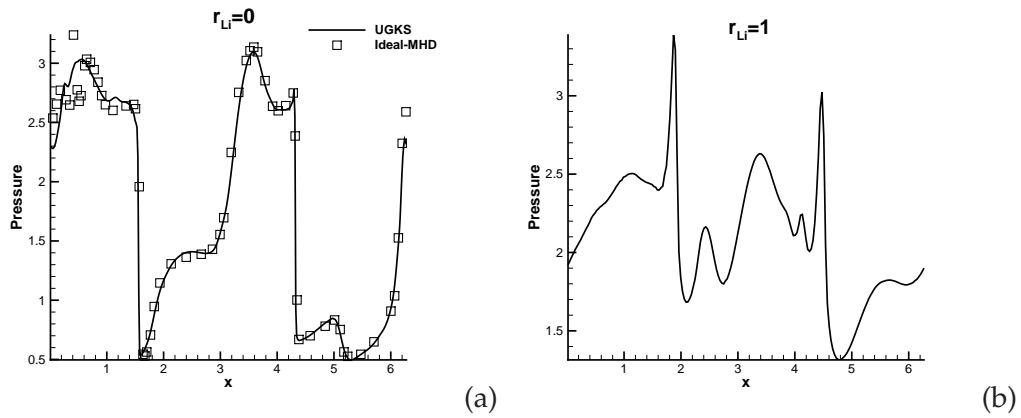 r_Li=0
UGKS
Ideal-MHD
3
2.5
2
1.5
1
0.5
Pressure
1 2 3 4 5 6
x
(a)
r_Li=1
3
2.5
2
1.5
Pressure
1 2 3 4 5 6
x
(b)